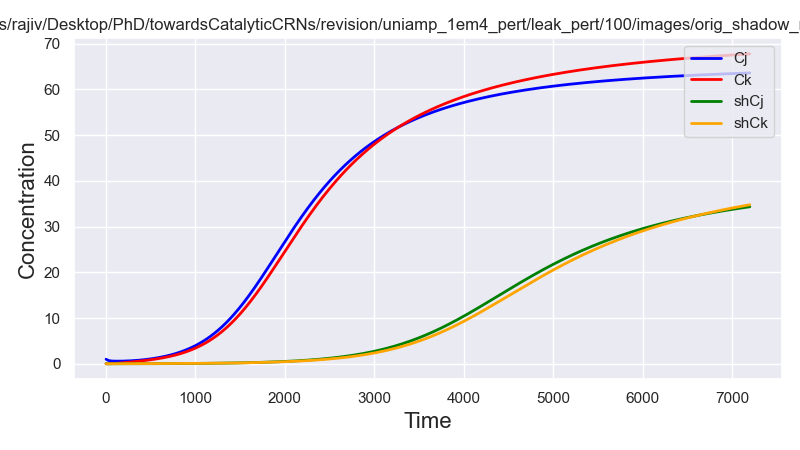 s/rajiv/Desktop/PhD/towardsCatalyticCRNs/revision/uniamp_1em4_pert/leak_pert/100/images/orig_shadow_
70
60
50
40
30
20
10
0
Concentration
0 1000 2000 3000 4000 5000 6000 7000
Time
Cj
Ck
shCj
shCk